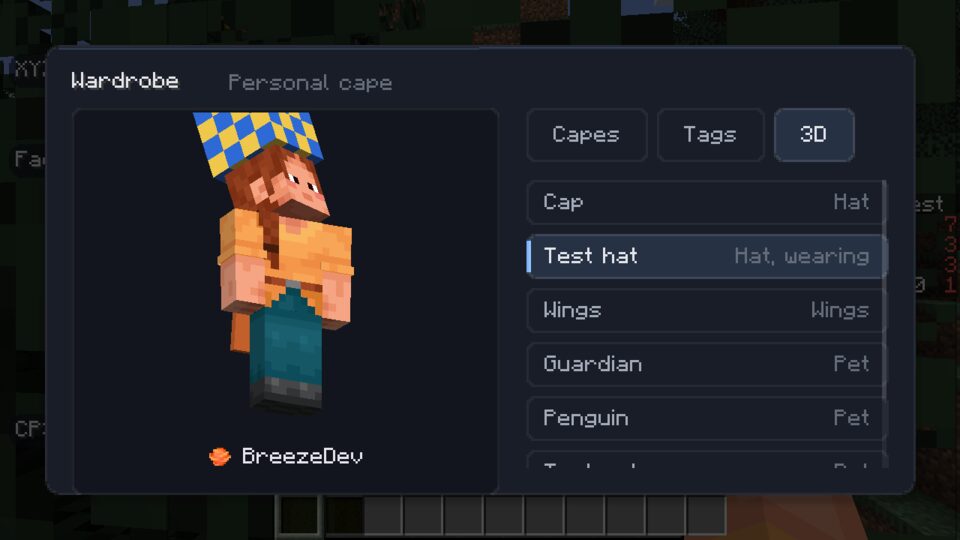 Wardrobe
Personal cape
Capes
Tags
3D
Cap
Hat
Test hat
Hat, wearing
Wings
Wings
Guardian
Pet
Penguin
Pet
BreezeDev